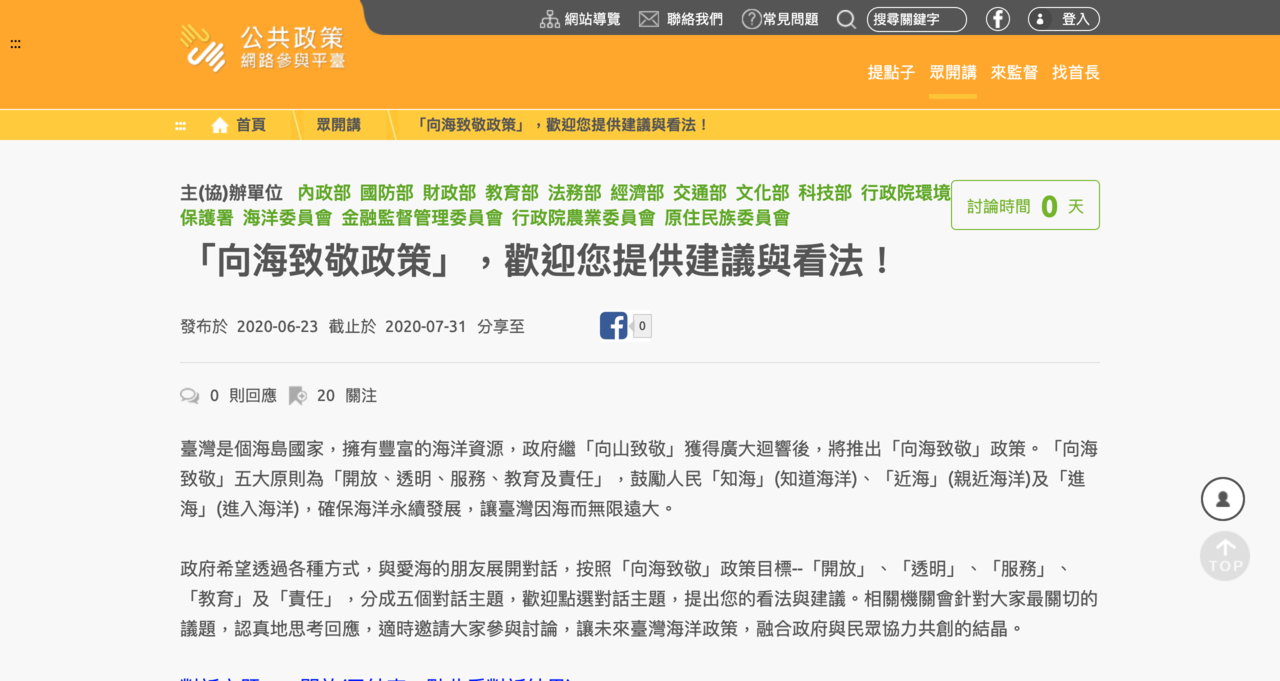 網站導覽 聯絡我們 常見問題 搜尋關鍵字 登入
公共政策
網路參與平臺
:::
提點子 眾開講 來監督 找首長
::: 首頁 眾開講 「向海致敬政策」，歡迎您提供建議與看法！
主(協)辦單位 內政部 國防部 財政部 教育部 法務部 經濟部 交通部 文化部 科技部 行政院環境
保護署 海洋委員會 金融監督管理委員會 行政院農業委員會 原住民族委員會
討論時間 0 天
「向海致敬政策」，歡迎您提供建議與看法！
發布於 2020-06-23 截止於 2020-07-31 分享至 0
0 則回應 20 關注
臺灣是個海島國家，擁有豐富的海洋資源，政府繼「向山致敬」獲得廣大迴響後，將推出「向海致敬」政策。「向海
致敬」五大原則為「開放、透明、服務、教育及責任」，鼓勵人民「知海」(知道海洋)、「近海」(親近海洋)及「進
海」(進入海洋)，確保海洋永續發展，讓臺灣因海而無限遠大。
政府希望透過各種方式，與愛海的朋友展開對話，按照「向海致敬」政策目標--「開放」、「透明」、「服務」、
「教育」及「責任」，分成五個對話主題，歡迎點選對話主題，提出您的看法與建議。相關機關會針對大家最關切的
議題，認真地思考回應，適時邀請大家參與討論，讓未來臺灣海洋政策，融合政府與民眾協力共創的結晶。
TOP